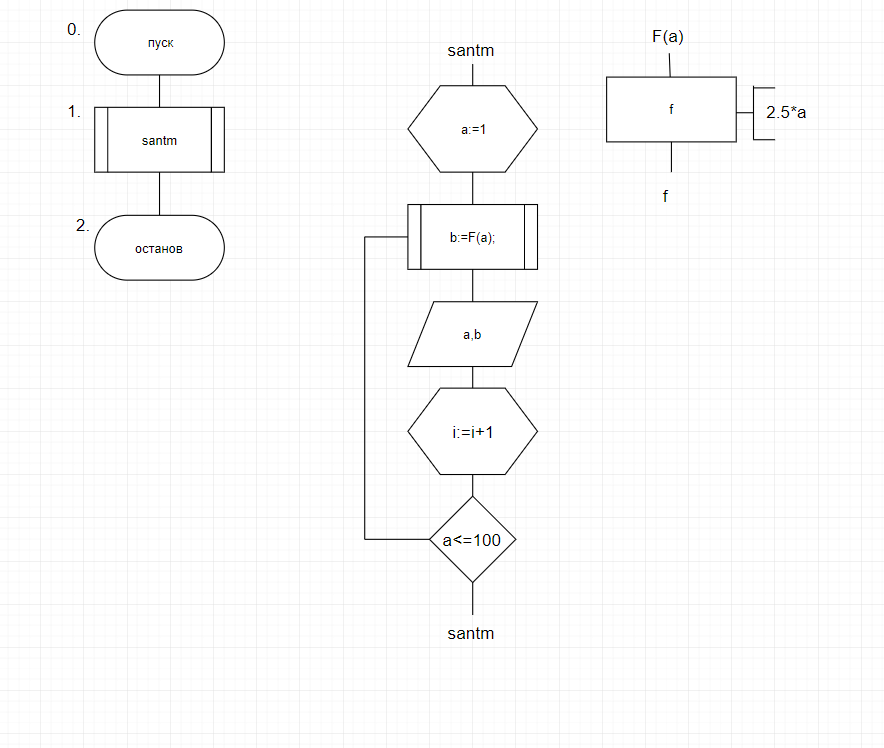 0.
пуск
1.
santm
2.
останов
santm
a:=1
b:=F(a);
a,b
i:=i+1
a<=100
santm
F(a)
f
2.5*a
f